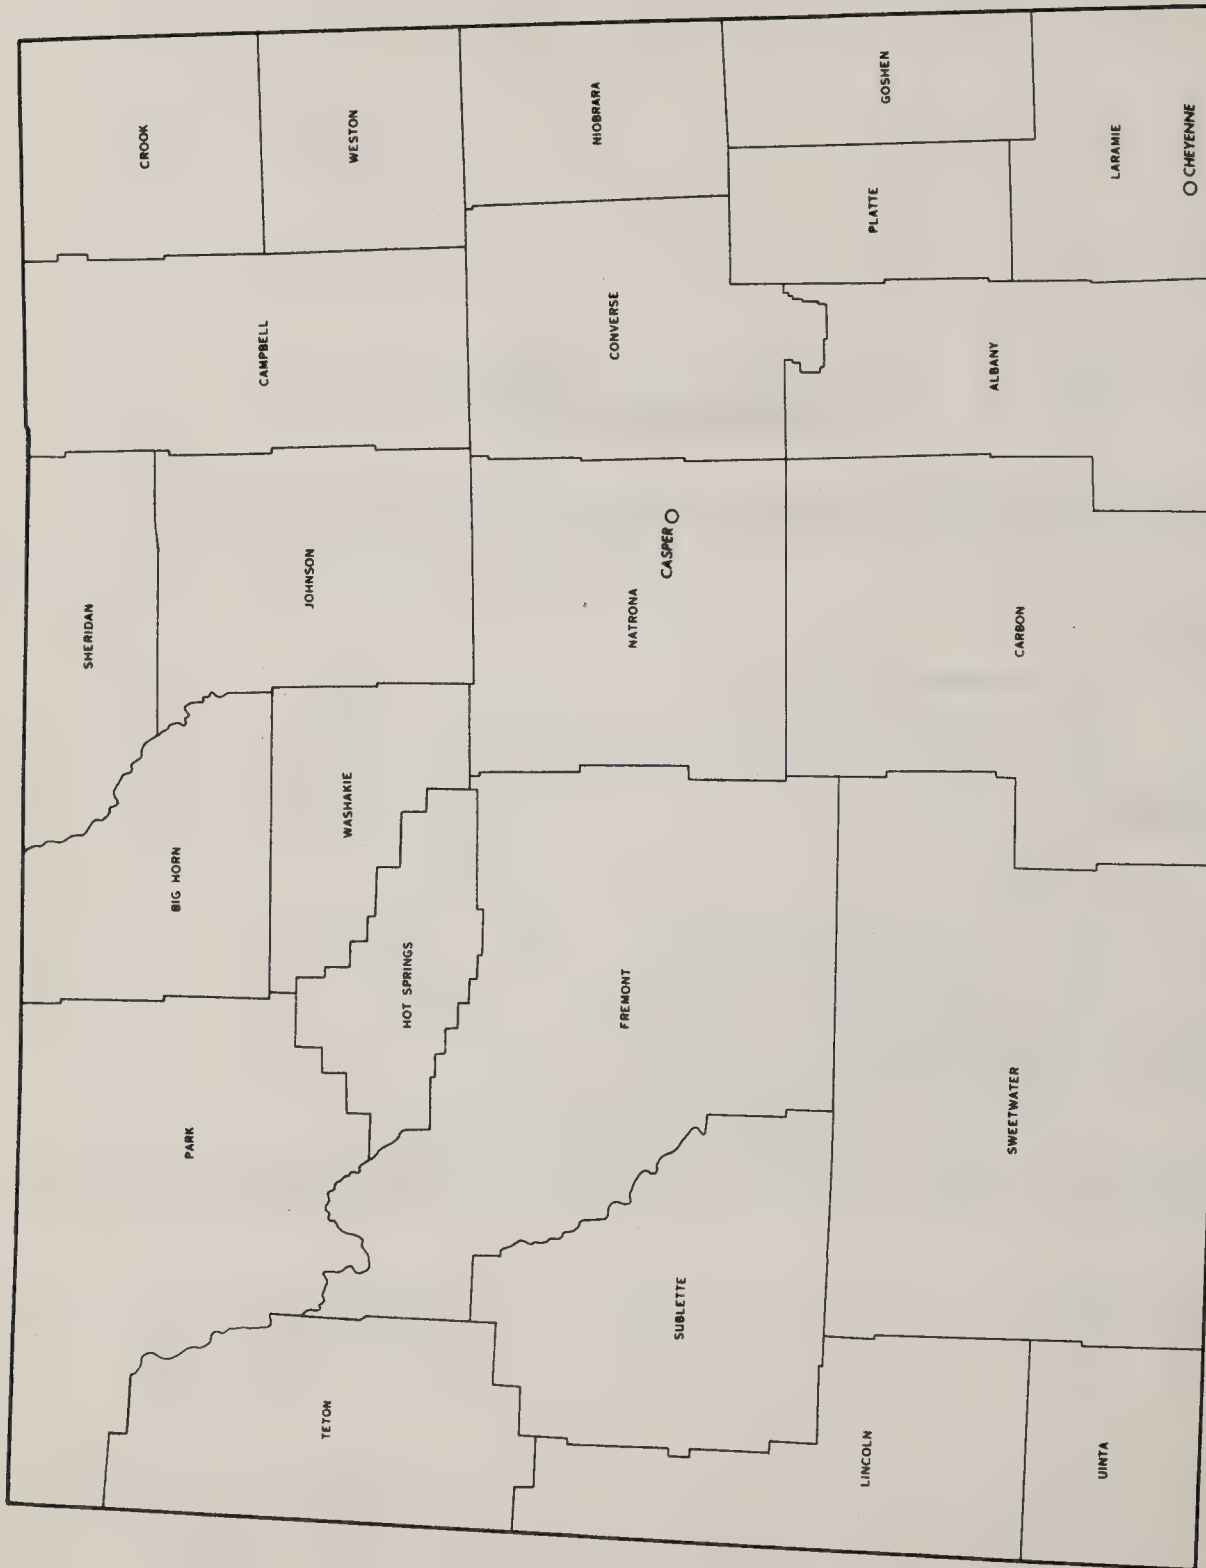 PARK
BIG HORN
SHERIDAN
CAMPBELL
CROOK
TETON
HOT SPRINGS
WASHAKIE
JOHNSON
WESTON
SUBLETTE
FREMONT
NATRONA
CASPER
CONVERSE
NIOBRARA
LINCOLN
SWEETWATER
CARBON
ALBANY
PLATTE
GOSHEN
UINTA
LARAMIE
CHEYENNE